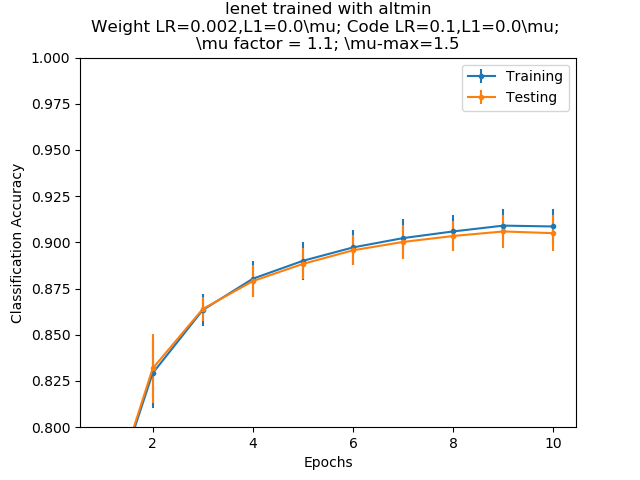 lenet trained with altmin
Weight LR=0.002,L1=0.0\mu; Code LR=0.1,L1=0.0\mu;
\mu factor = 1.1; \mu-max=1.5
Training
Testing
Classification Accuracy
1.000
0.975
0.950
0.925
0.900
0.875
0.850
0.825
0.800
2 4 6 8 10
Epochs